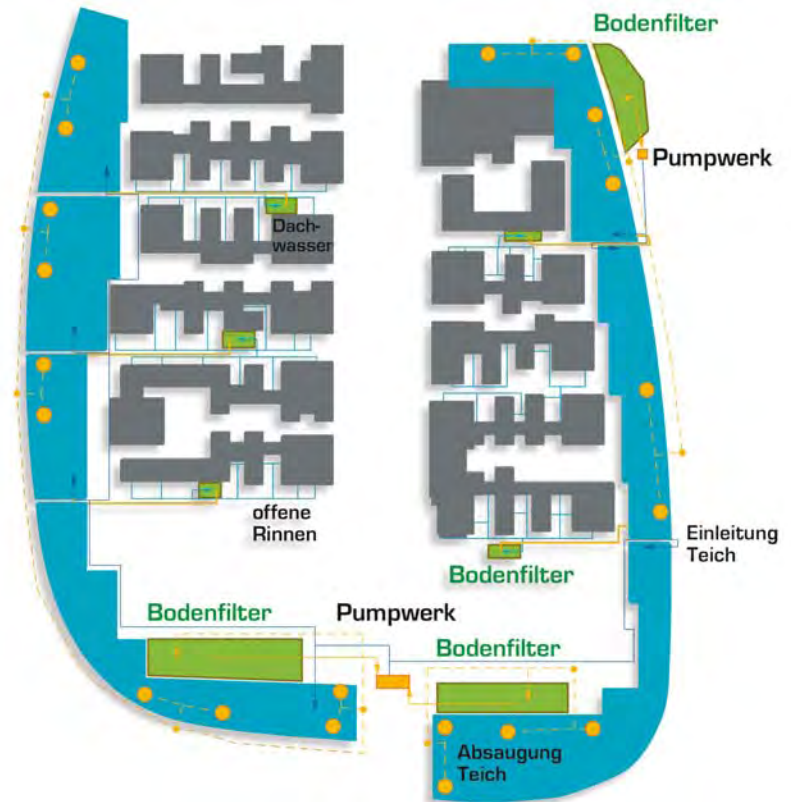 Bodenfilter
Pumpwerk
Dach-
wasser
offene
Rinnen
Einleitung
Teich
Bodenfilter
Bodenfilter
Pumpwerk
Bodenfilter
Absaugung
Teich